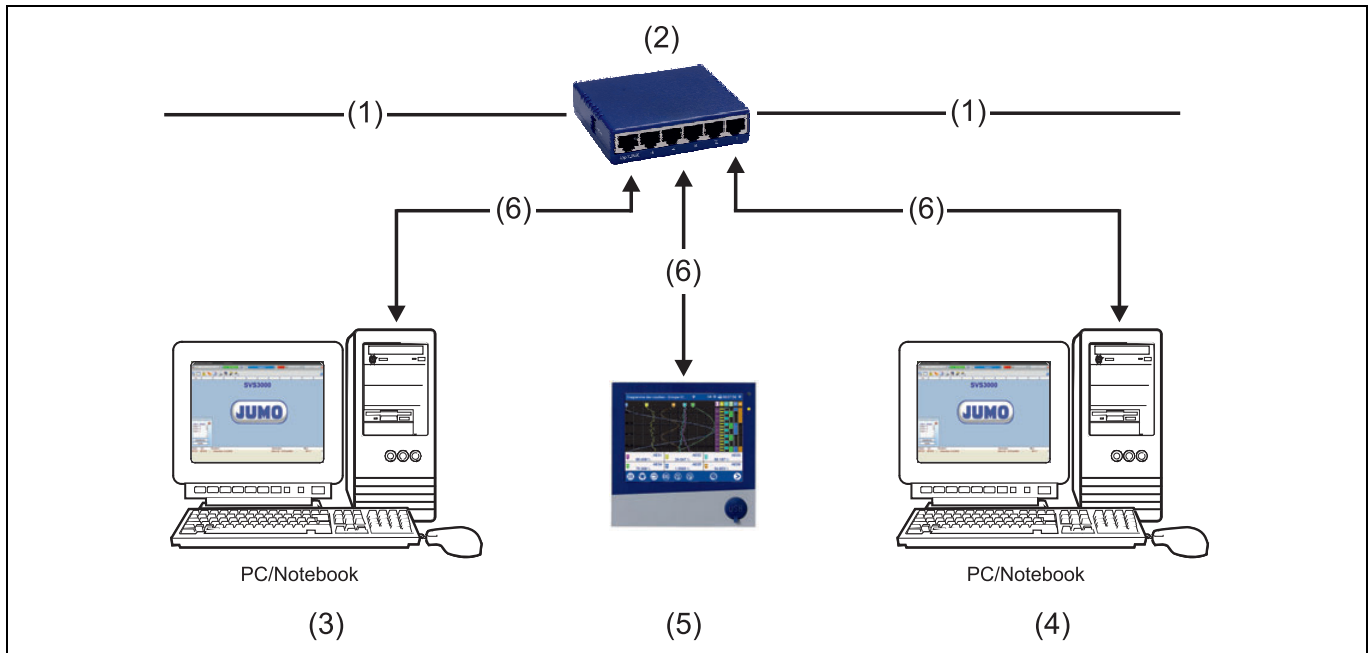 (2)
(1)
(1)
(6)
(6)
(6)
SVS3000
JUMO
SVS3000
JUMO
PC/Notebook
PC/Notebook
(3)
(5)
(4)